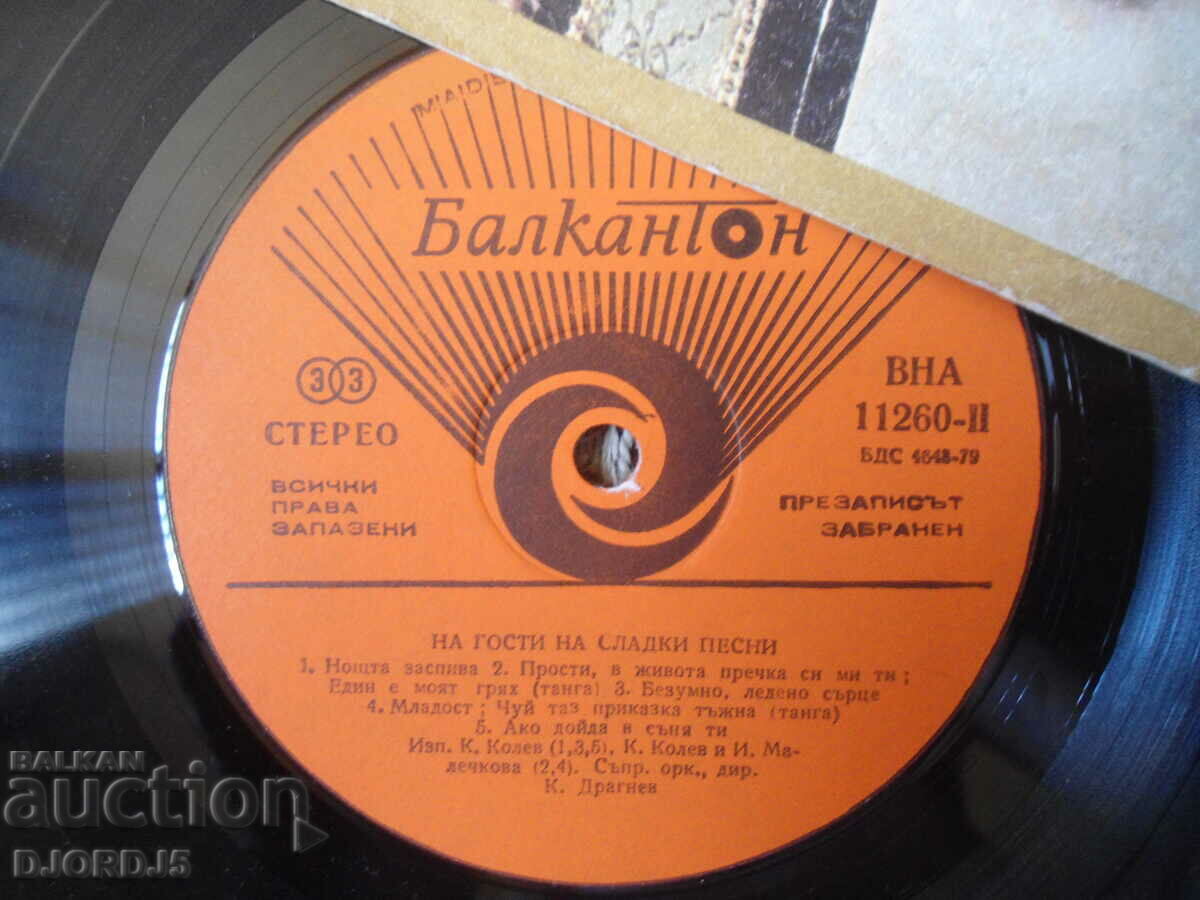 MADE
Балкантон
33
СТЕРЕО
ВСИЧКИ
ПРАВА
ЗАПАЗЕНИ
ВНА
11260-II
БДС 4648-79
ПРЕЗАПИСЪТ
ЗАБРАНЕН
НА ГОСТИ НА СЛАДКИ ПЕСНИ
1. Нощта заспива 2. Прости, в живота пречка си ми ти;
Един е моят грях (танга) 3. Безумно, ледено сърце
4. Младост; Чуй таз приказка тъжна (танга)
5. Ако дойда в съня ти
Изп. К. Колев (1,3,5), К. Колев и И. Ма-
лечкова (2,4). Съпр. орк., дир.
К. Драгнев
BALKAN
auction
DJORDJ5